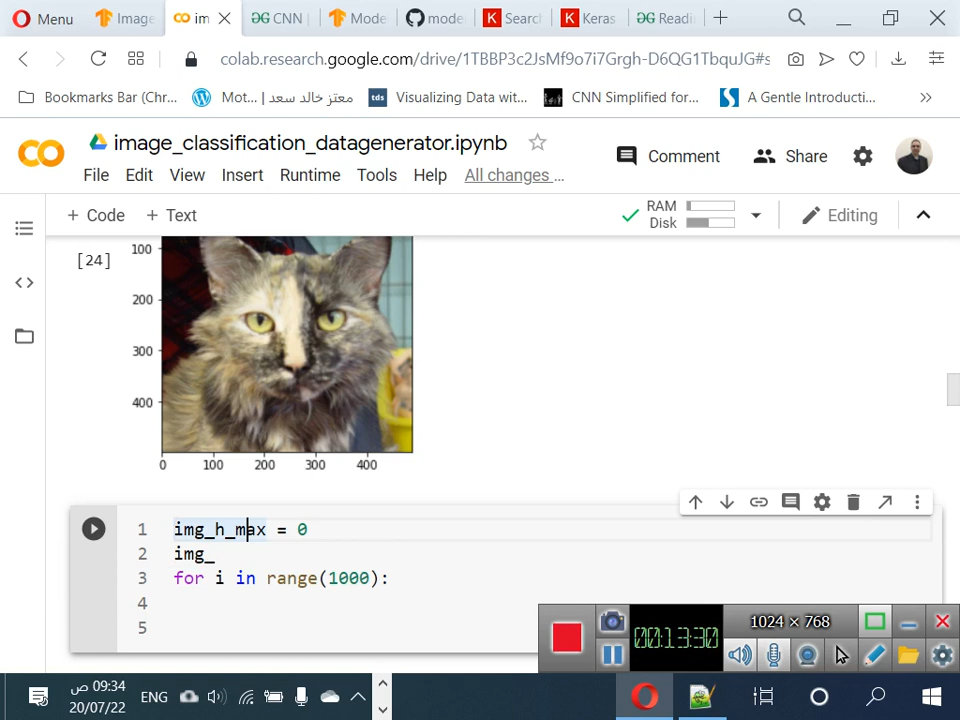 Menu
Image
im
CNN
Mode
mode
Searc
Keras
Readi
colab.research.google.com/drive/1TBBP3c2JsMf9o7i7Grgh-D6QG1TbquJG#s
Bookmarks Bar (Chr...
Mot... | معتز خالد سعد
tds
Visualizing Data wit...
CNN Simplified for...
A Gentle Introducti...
image_classification_datagenerator.ipynb
Comment
Share
File Edit View Insert Runtime Tools Help All changes ...
+ Code + Text
RAM
Disk
Editing
[24]
100
200
300
400
0 100 200 300 400
1 img_h_max = 0
2 img_
3 for i in range(1000):
4
5
1024 × 768
00:13:30
09:34 ص
ENG
20/07/22